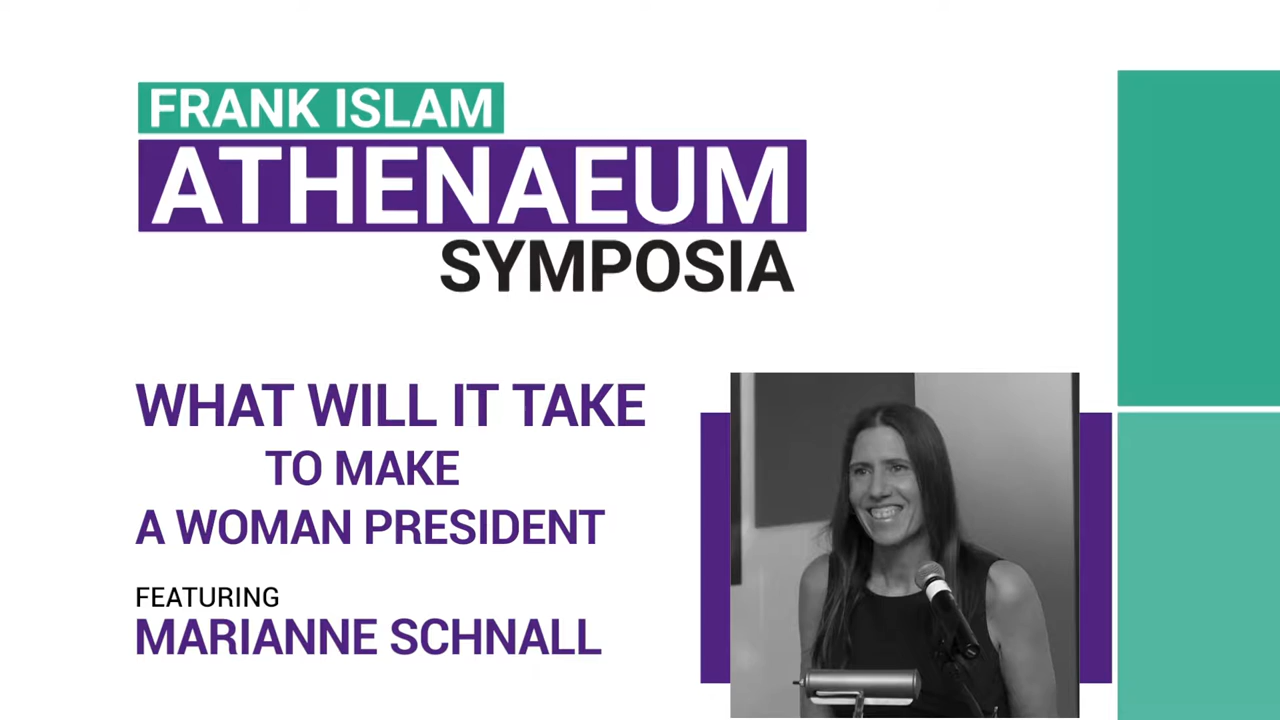 FRANK ISLAM
ATHENAEUM
SYMPOSIA
WHAT WILL IT TAKE
TO MAKE
A WOMAN PRESIDENT
FEATURING
MARIANNE SCHNALL